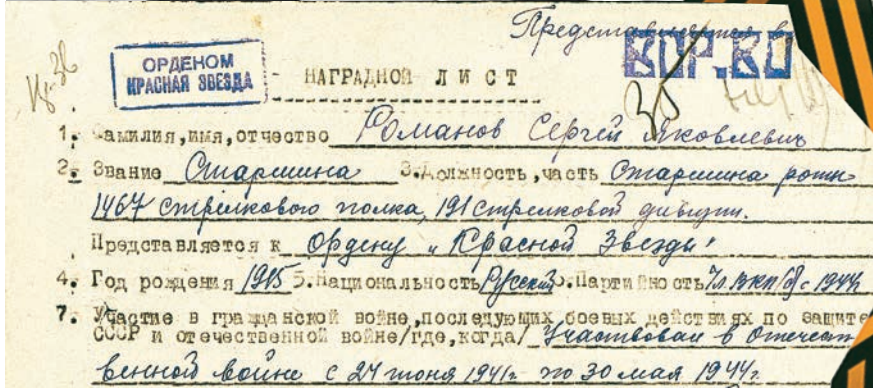 Представляется к
ОРДЕНОМ
КРАСНАЯ ЗВЕЗДА
НАГРАДНОЙ ЛИСТ
1. Фамилия, имя, отчество Романов Сергей Яковлевич
2. Звание Старшина 3. Должность, часть Старшина роты
1467 стрелкового полка, 191 стрелковой дивизии.
Представляется к Ордену "Красной Звезды"
4. Год рождения 1915 5. Национальность Русский 6. Партийность Чл. ВКП/б/ с 1944
7. Участие в гражданской войне, последующих боевых действиях по защите
СССР и отечественной войне/где, когда/ Участвовал в Отечест
венной войне с 24 июня 1941г. по 30 мая 1944г.